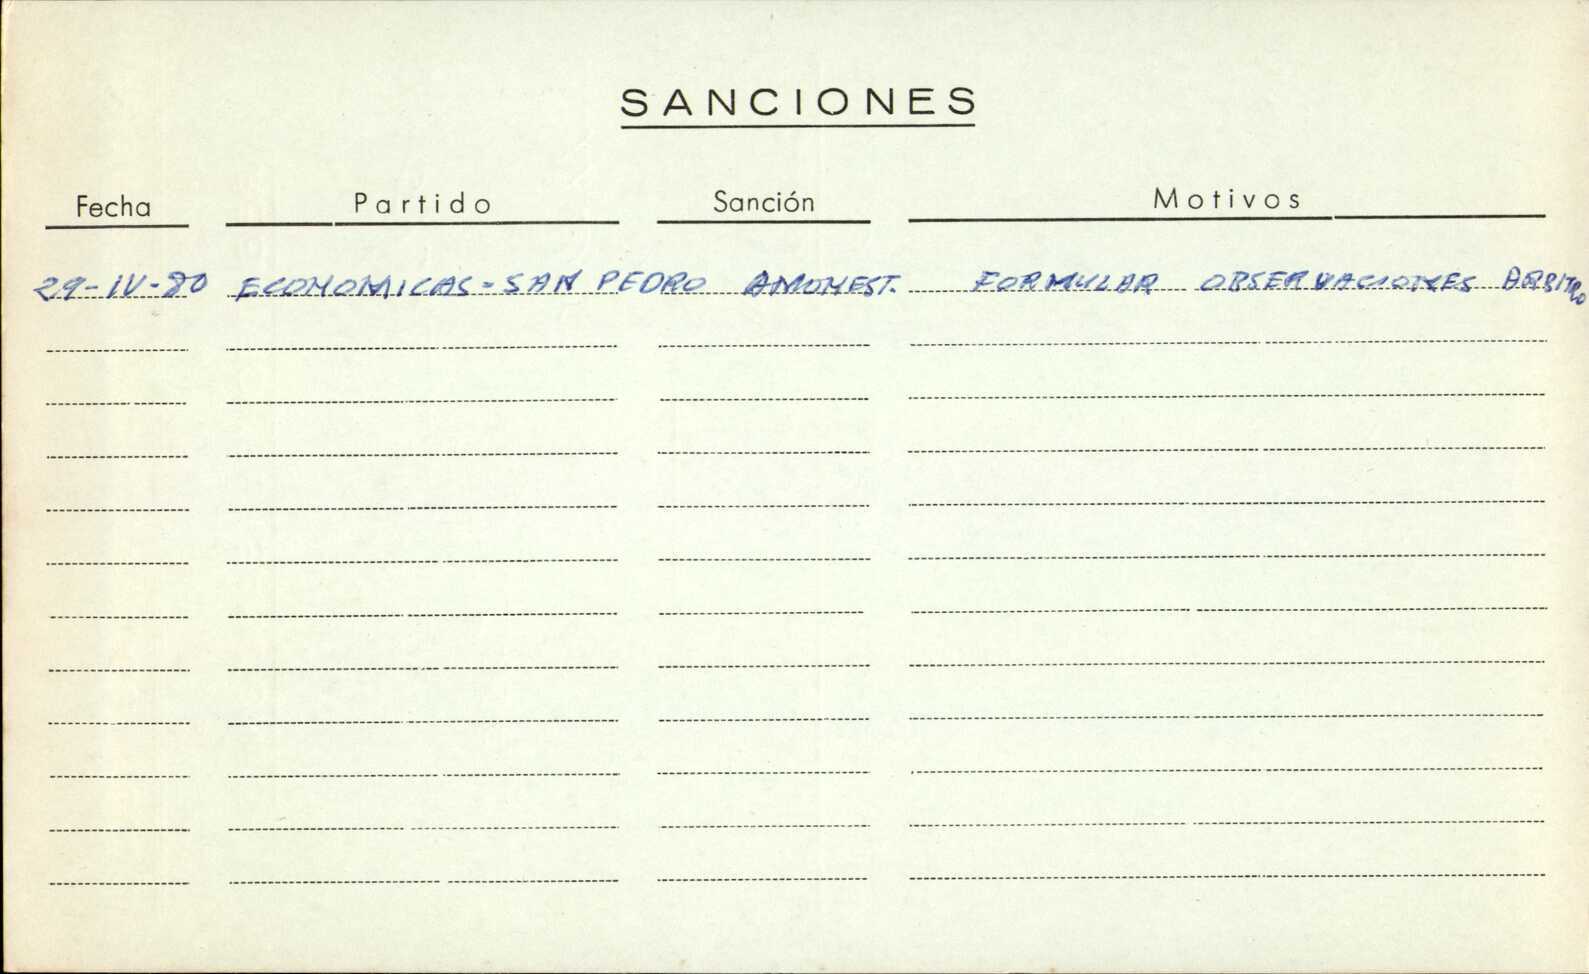 SANCIONES
Fecha Partido Sanción Motivos
29-IV-80 ECONOMICAS - SAN PEDRO AMONEST. FORMULAR OBSERVACIONES ARBITRO